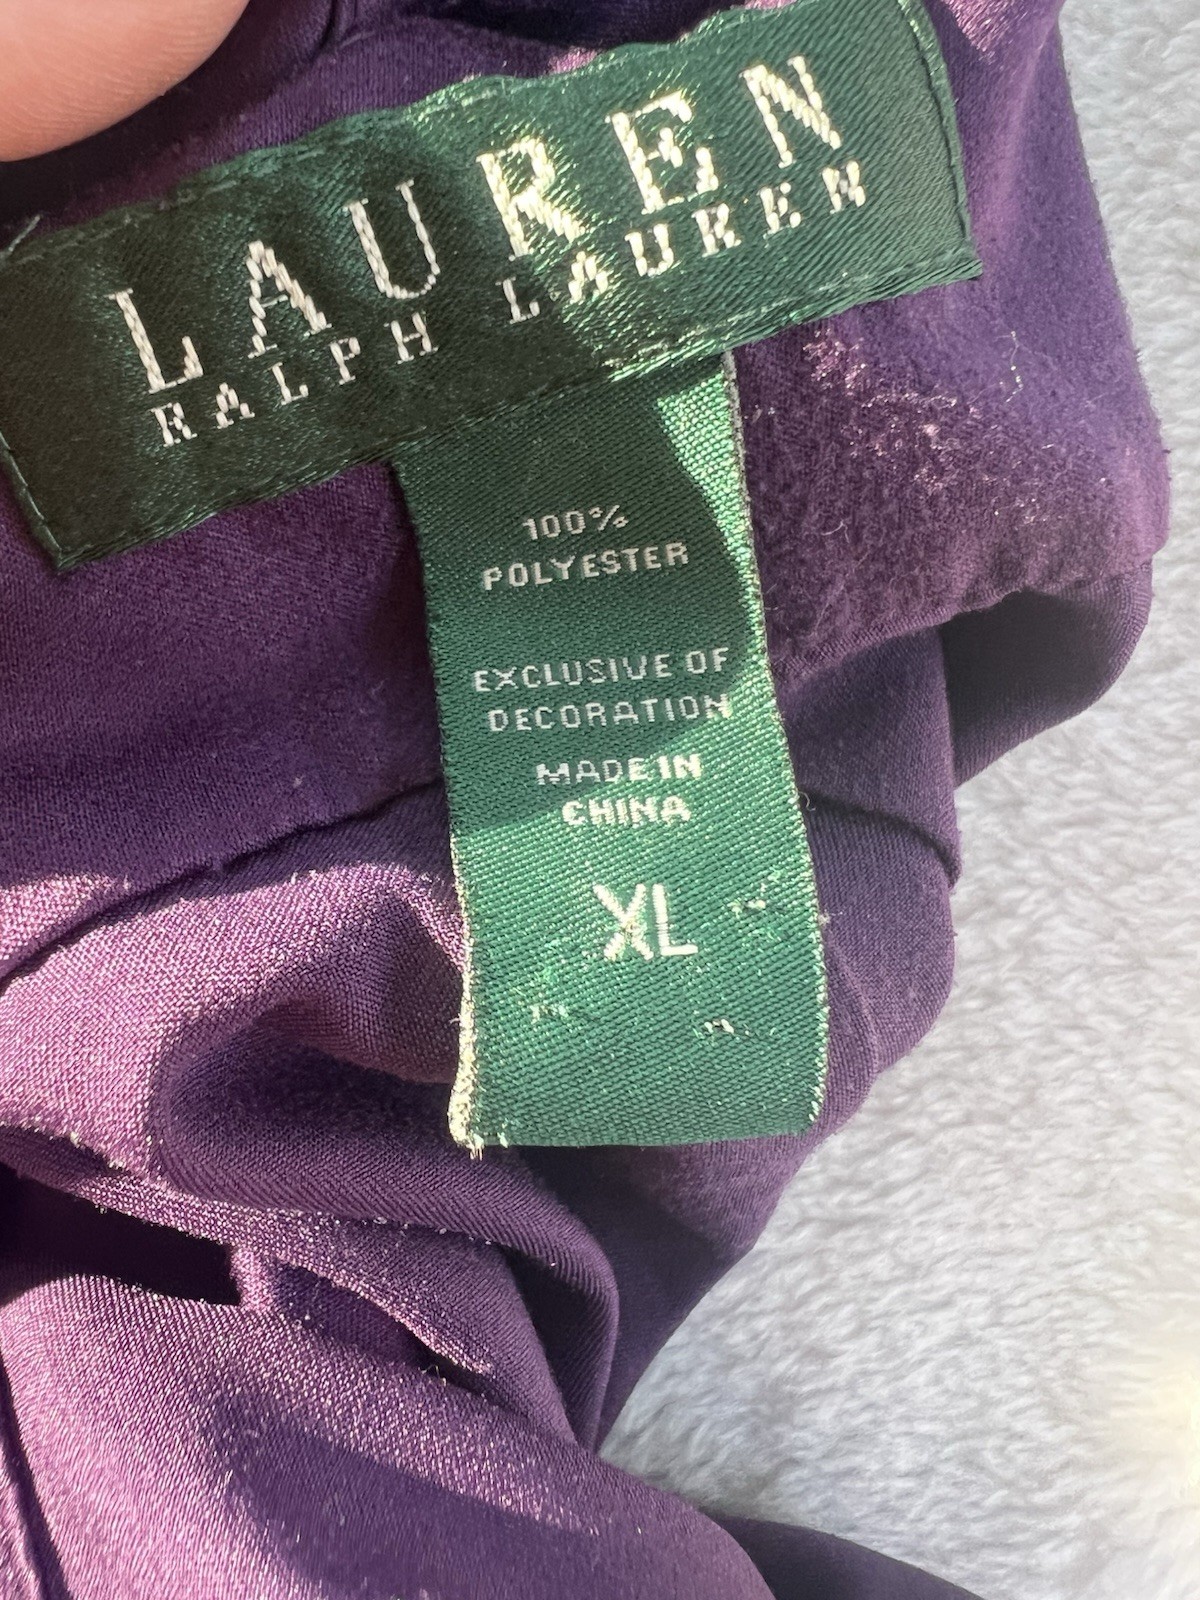 LAUREN
RALPH LAUREN
100%
POLYESTER
EXCLUSIVE OF
DECORATION
MADE IN
CHINA
XL